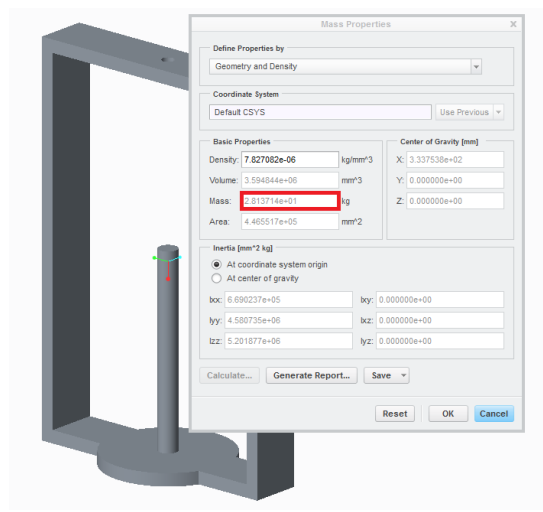 Mass Properties X
Define Properties by
Geometry and Density
Coordinate System
Default CSYS Use Previous
Basic Properties Center of Gravity [mm]
Density: 7.827082e-06 kg/mm^3 X: 3.337538e+02
Volume: 3.594844e+06 mm^3 Y: 0.000000e+00
Mass: 2.813714e+01 kg Z: 0.000000e+00
Area: 4.465517e+05 mm^2
Inertia [mm^2 kg]
At coordinate system origin
At center of gravity
Ixx: 6.690237e+05 Ixy: 0.000000e+00
Iyy: 4.580735e+06 Ixz: 0.000000e+00
Izz: 5.201877e+06 Iyz: 0.000000e+00
Calculate... Generate Report... Save
Reset OK Cancel